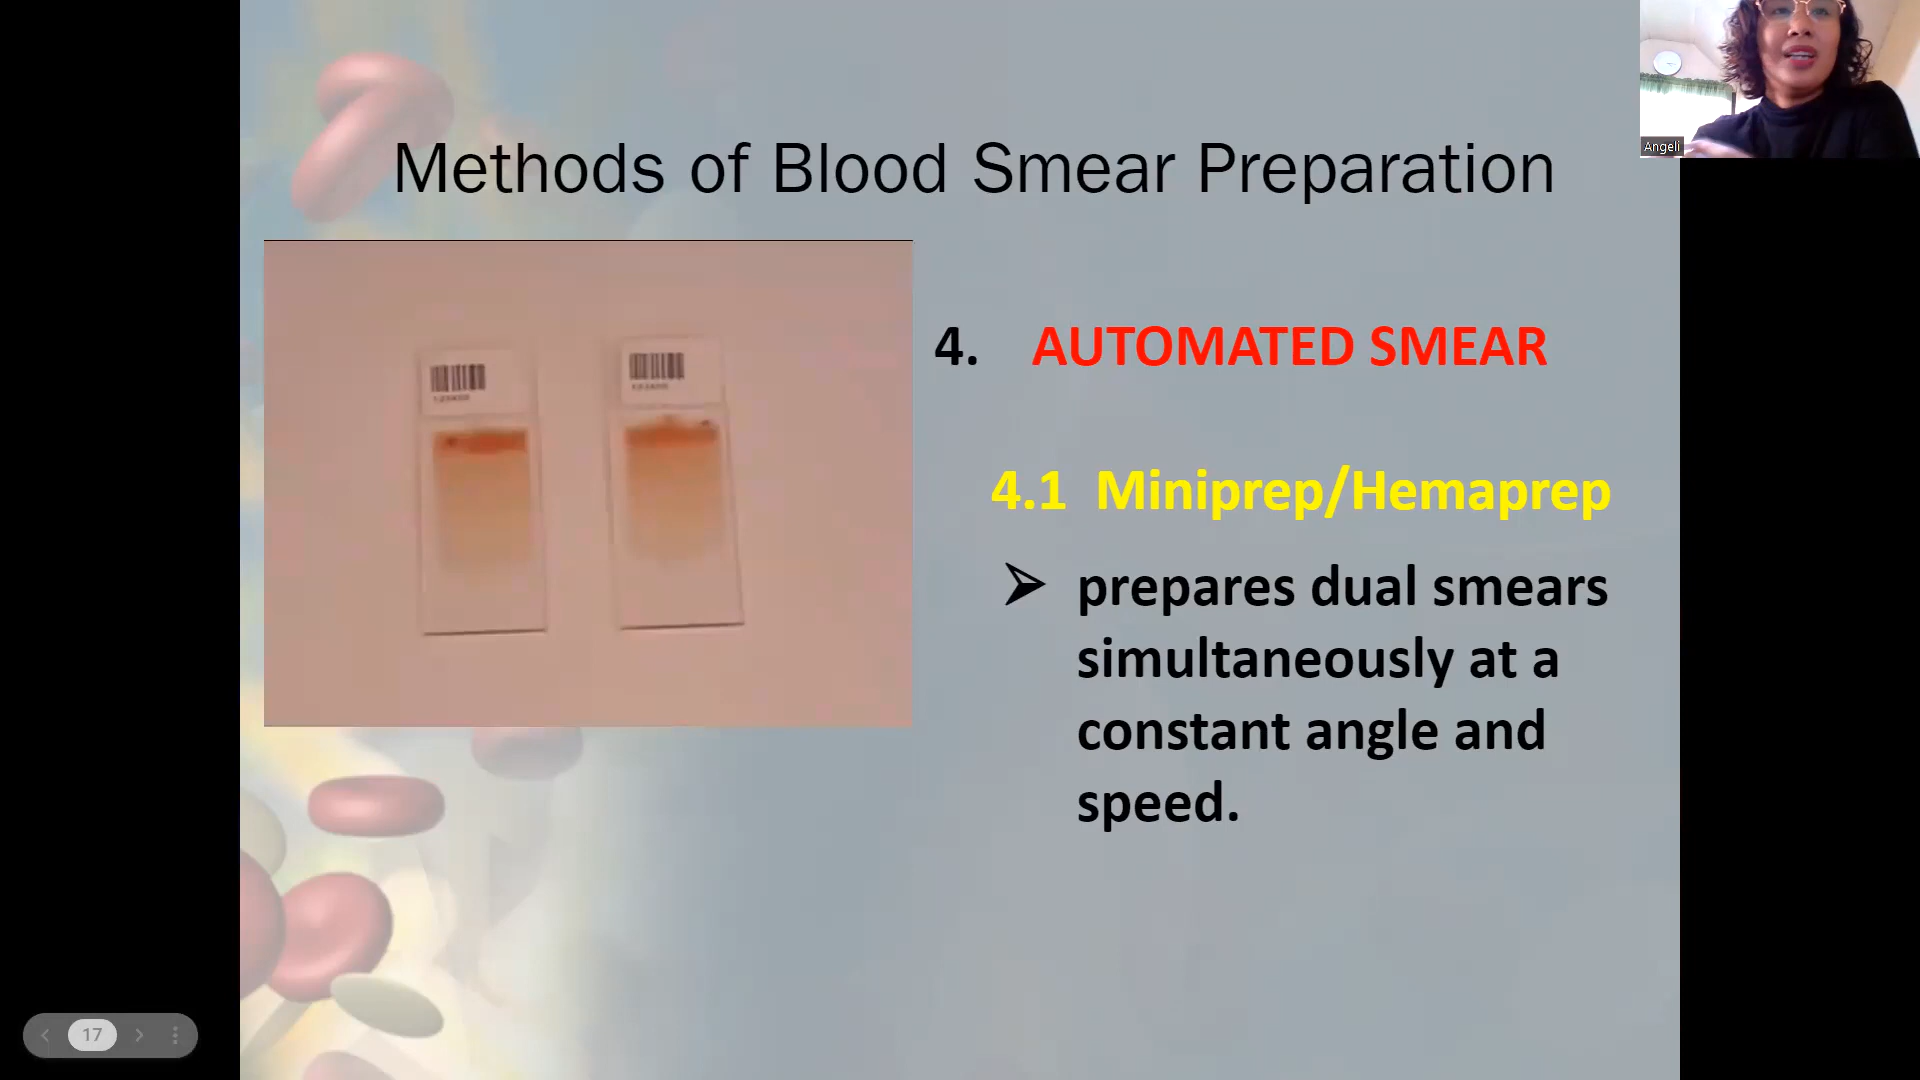 Angeli
Methods of Blood Smear Preparation
4. AUTOMATED SMEAR
4.1 Miniprep/Hemaprep
➢ prepares dual smears
simultaneously at a
constant angle and
speed.
17